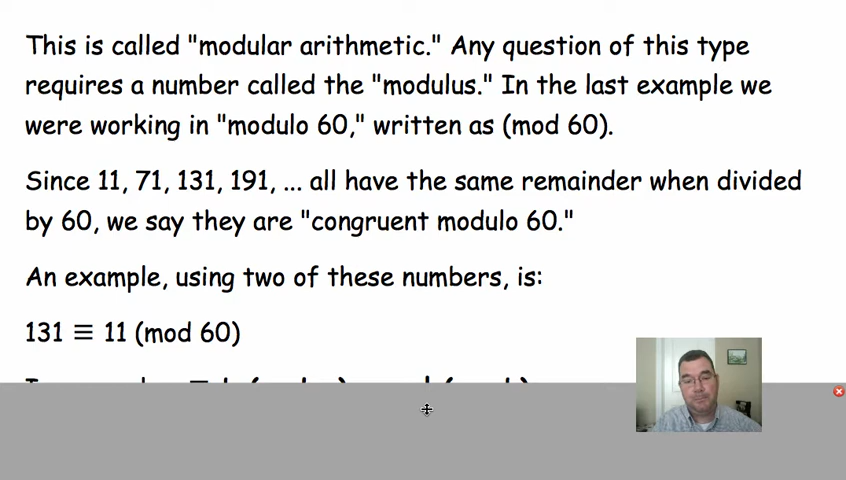 This is called "modular arithmetic." Any question of this type
requires a number called the "modulus." In the last example we
were working in "modulo 60," written as (mod 60).
Since 11, 71, 131, 191, ... all have the same remainder when divided
by 60, we say they are "congruent modulo 60."
An example, using two of these numbers, is:
131 ≡ 11 (mod 60)